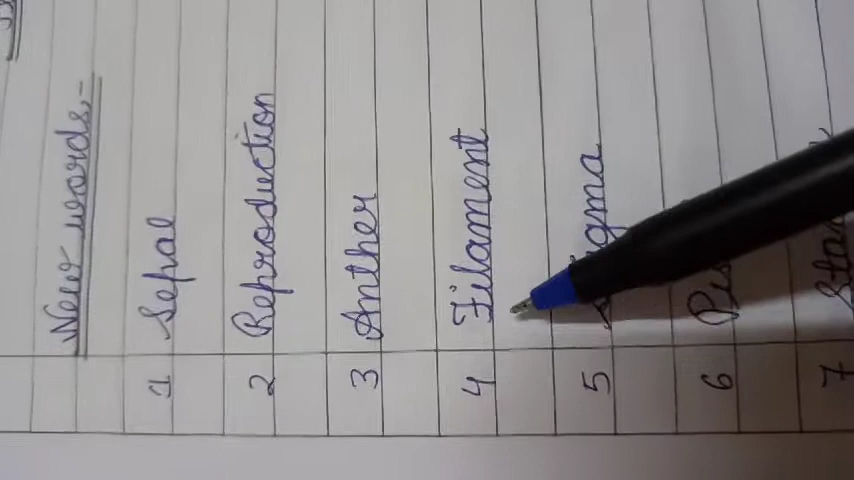 New words:-
1 Sepal
2 Reproduction
3 Anther
4 Filament
5
6
7